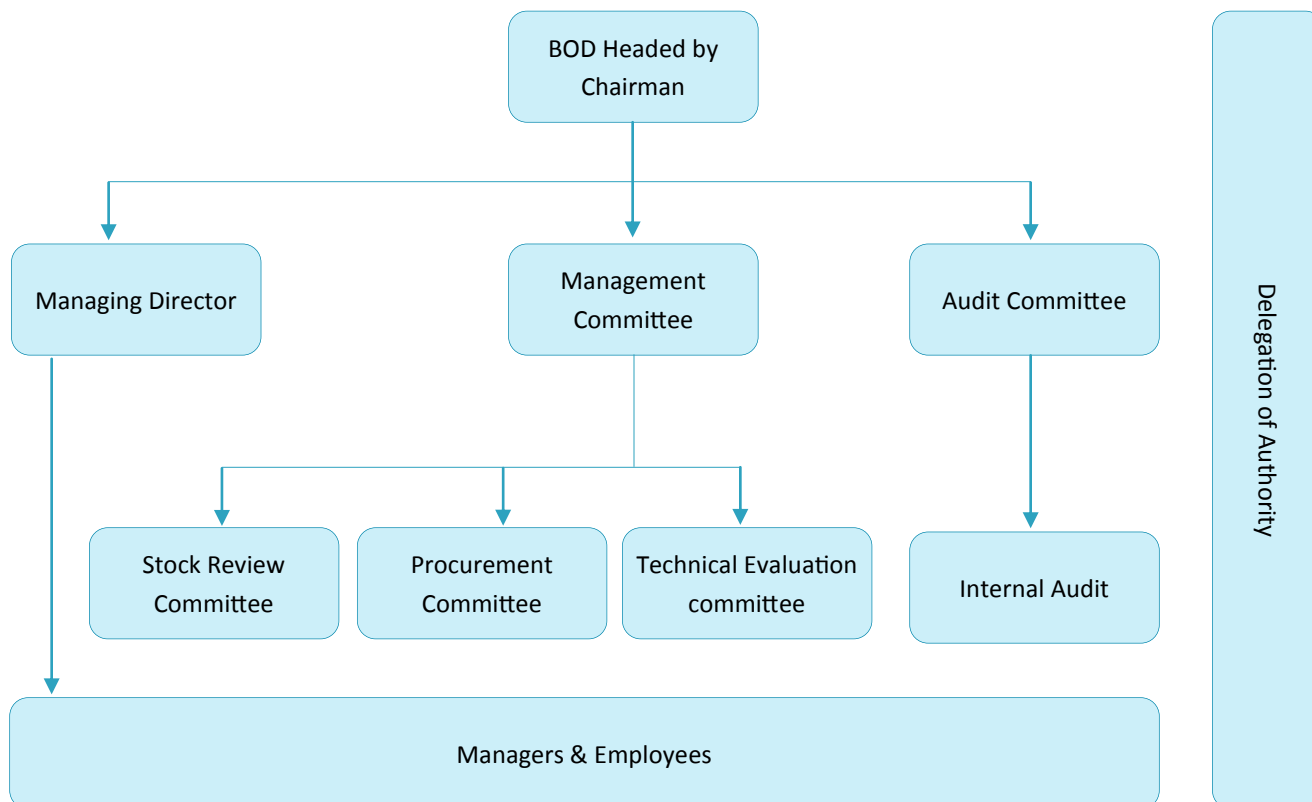 BOD Headed by
Chairman
Managing Director
Management
Committee
Audit Committee
Stock Review
Committee
Procurement
Committee
Technical Evaluation
committee
Internal Audit
Managers & Employees
Delegation of Authority